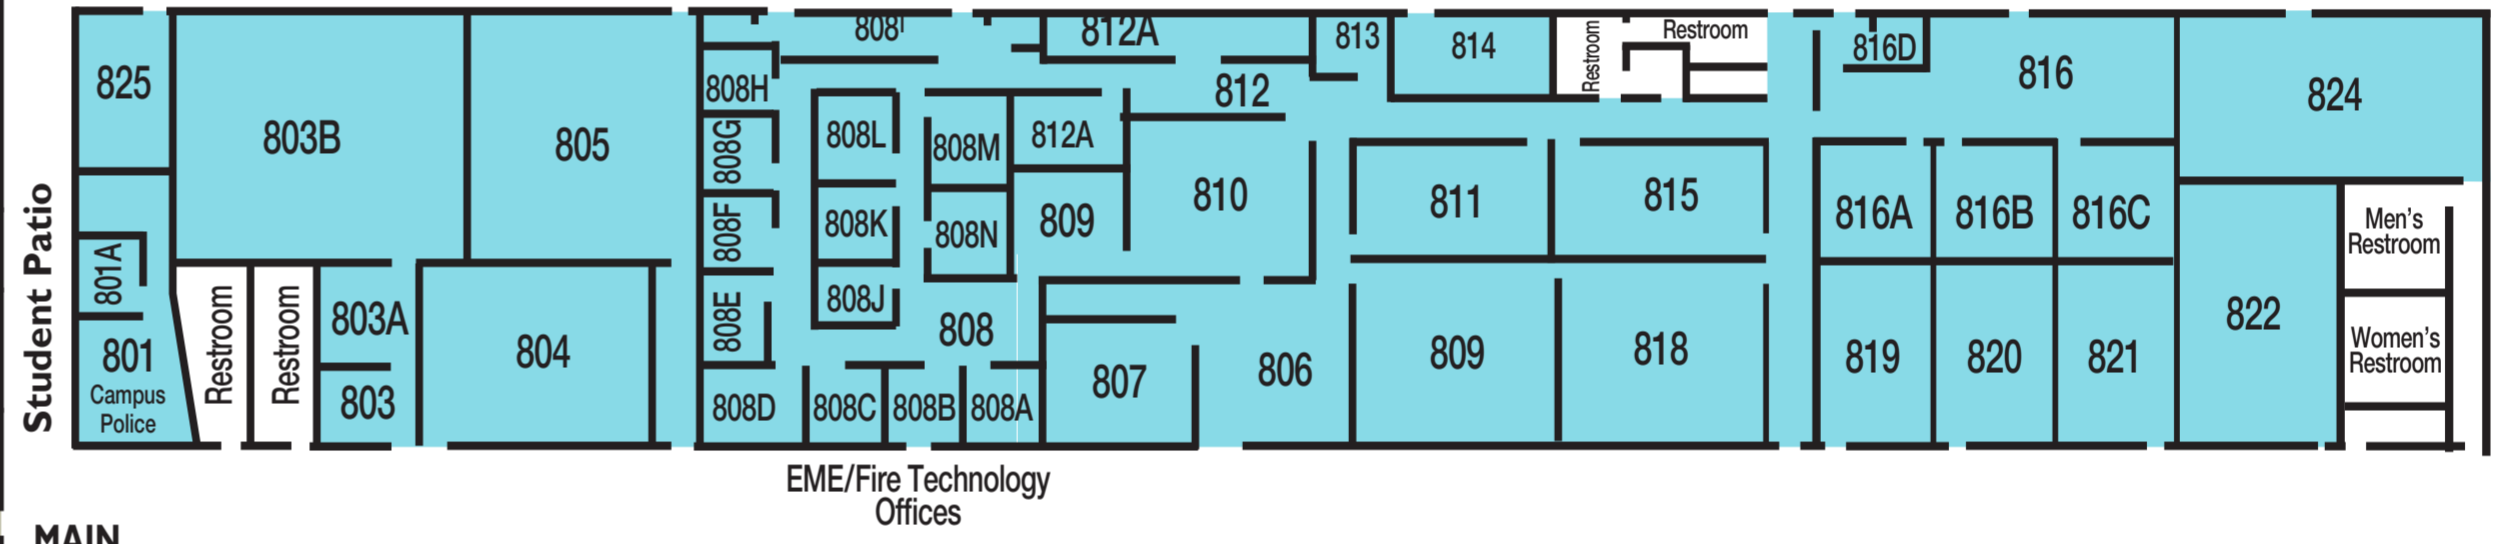 825
803B
805
808I
812A
813
814
Restroom
Restroom
816D
816
824
808H
812
808G
808L
808M
812A
810
811
815
816A
816B
816C
Men's
Restroom
Student Patio
801A
808F
808K
808N
809
808E
808J
808
Restroom
Restroom
803A
804
801
Campus
Police
803
808D
808C
808B
808A
807
806
809
818
819
820
821
822
Women's
Restroom
EME/Fire Technology
Offices
MAIN